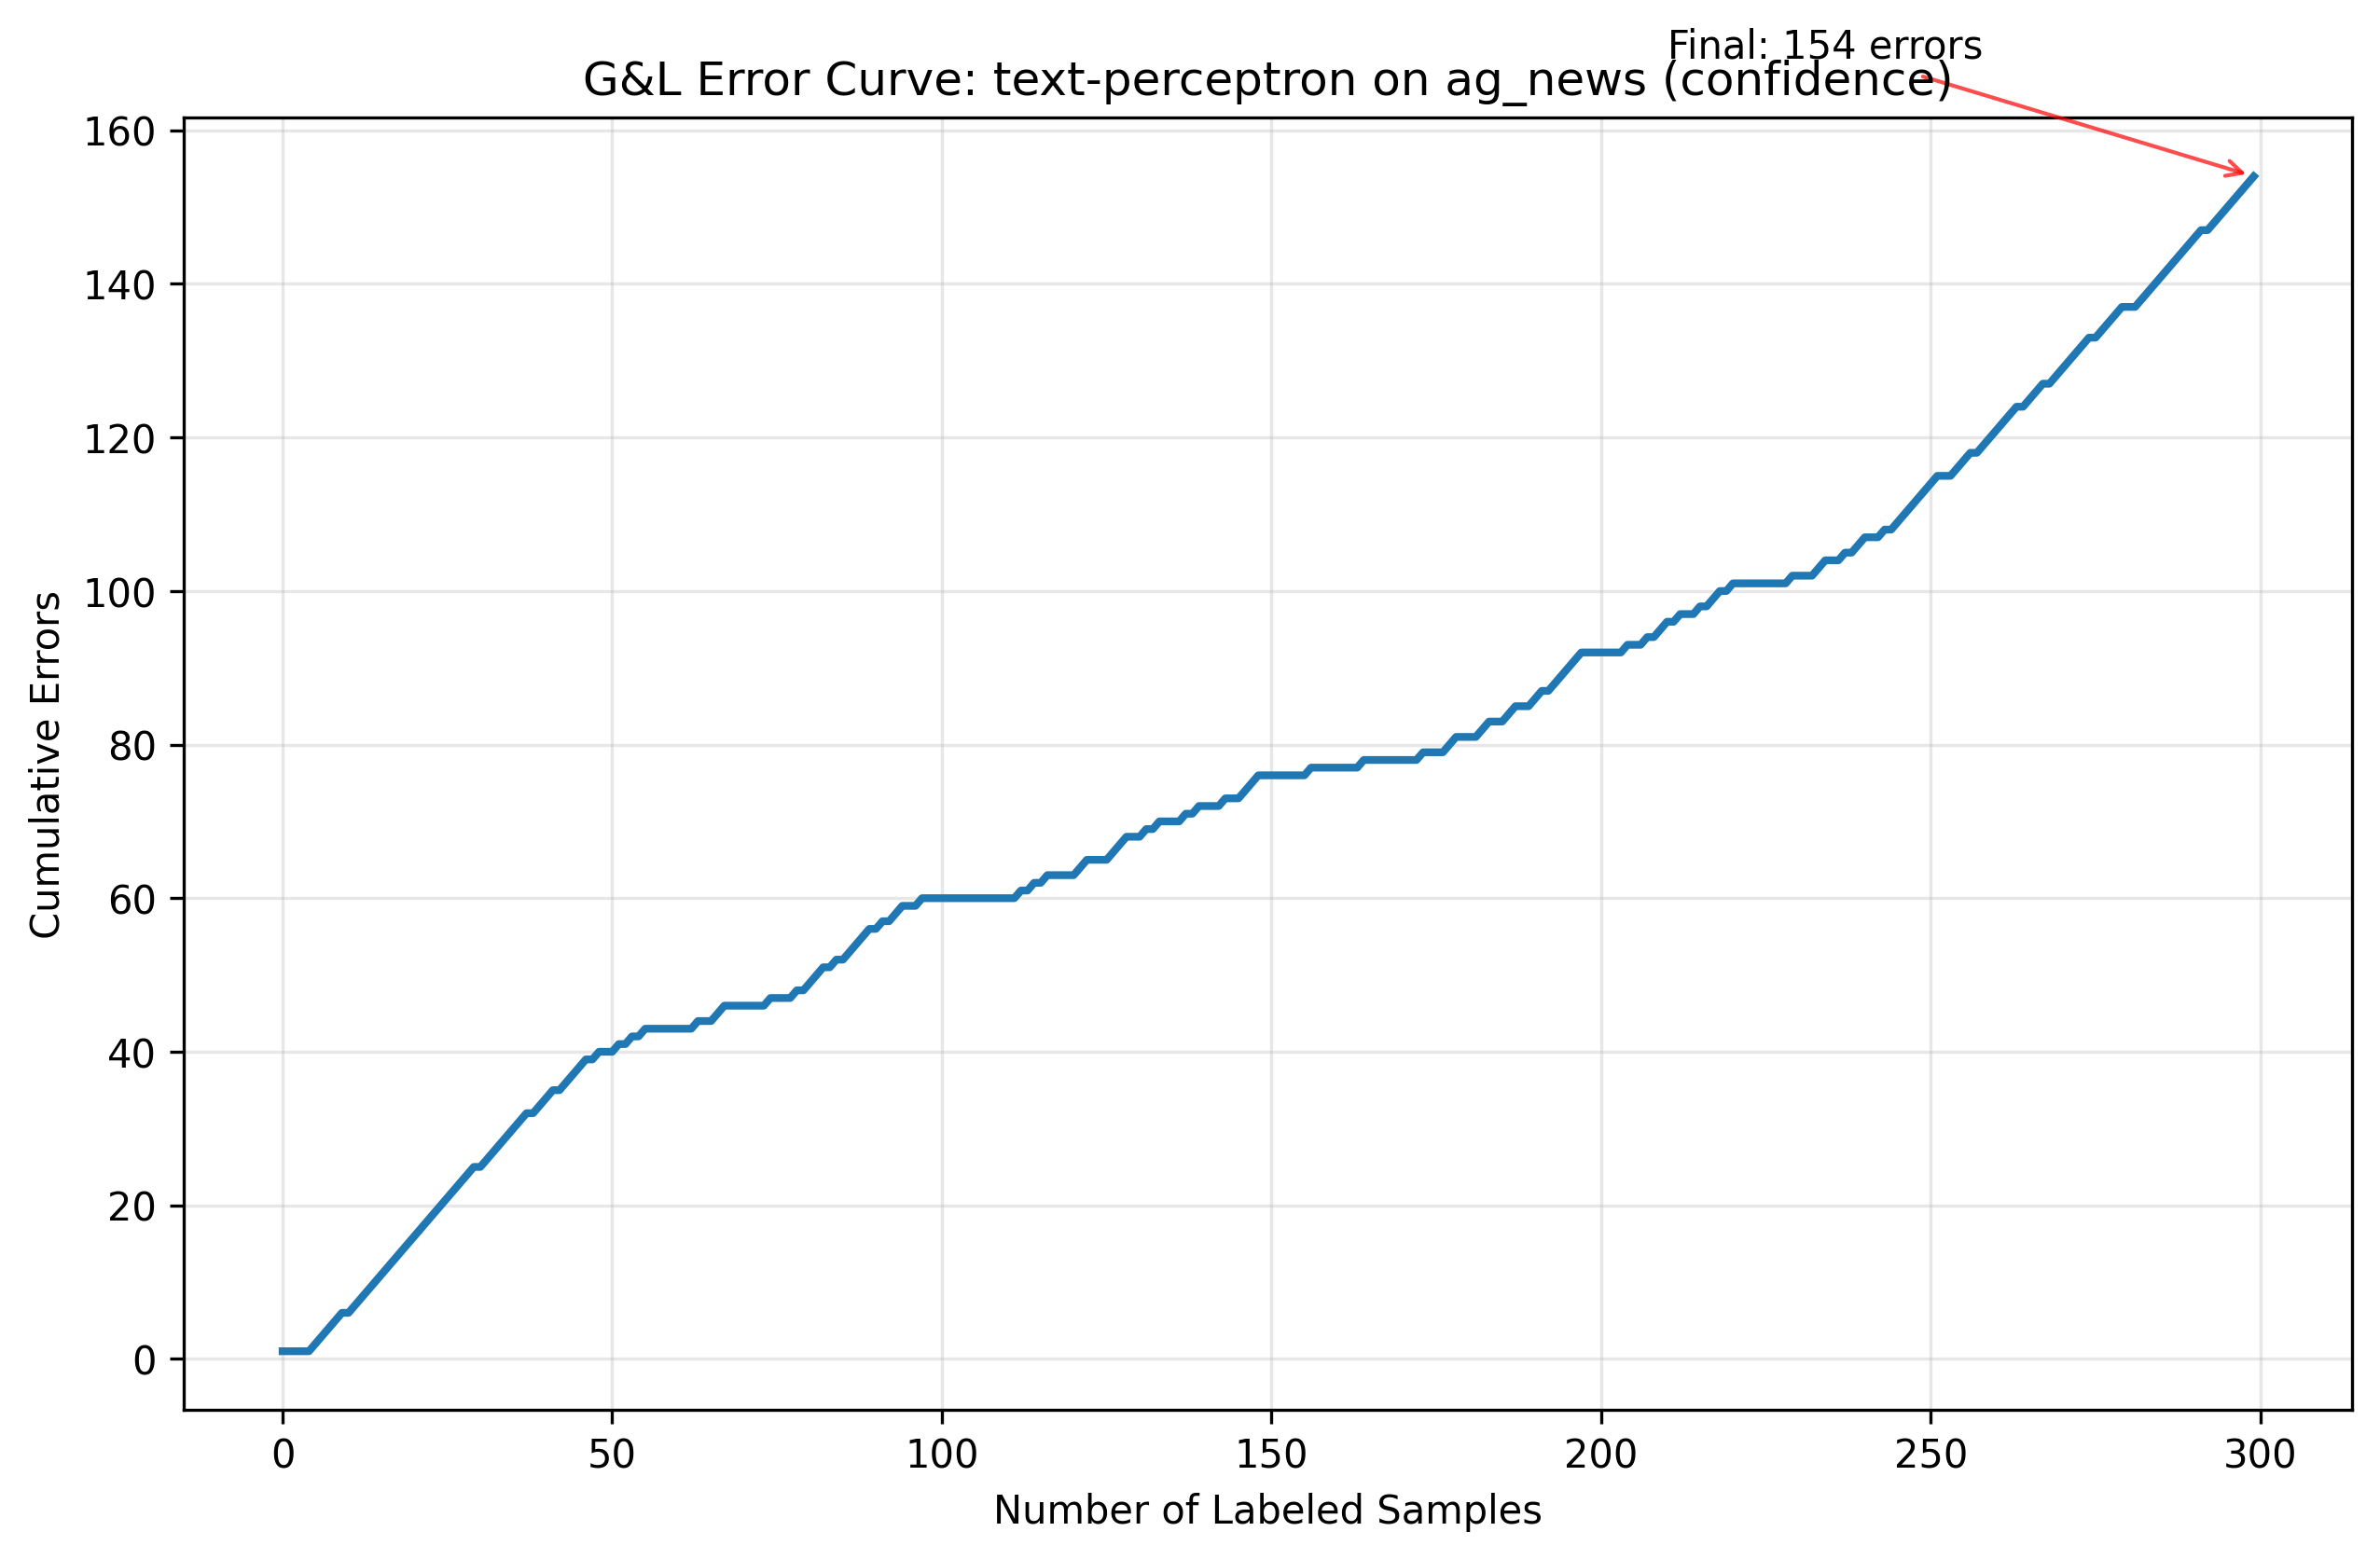 Final: 154 errors
G&L Error Curve: text-perceptron on ag_news (confidence)
160
140
120
100
80
60
40
20
0
Cumulative Errors
0 50 100 150 200 250 300
Number of Labeled Samples